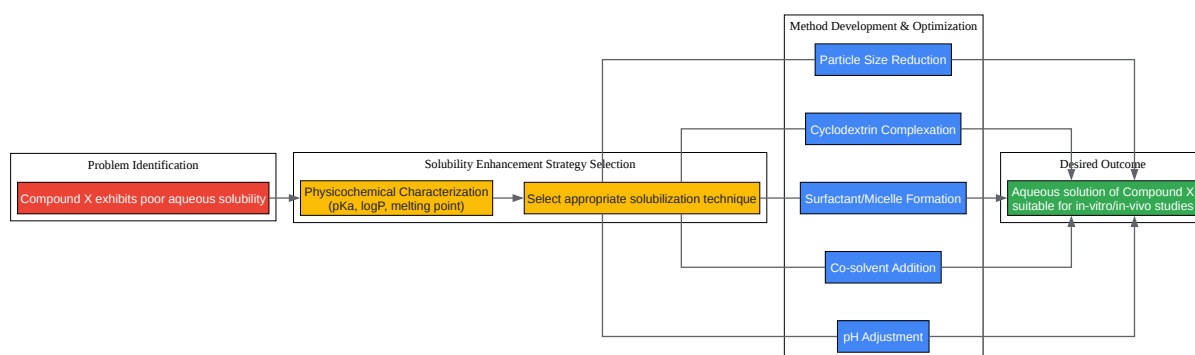 Method Development & Optimization
Particle Size Reduction
Cyclodextrin Complexation
Problem Identification
Compound X exhibits poor aqueous solubility
Solubility Enhancement Strategy Selection
Physicochemical Characterization
(pKa, logP, melting point)
Select appropriate solubilization technique
Surfactant/Micelle Formation
Desired Outcome
Aqueous solution of Compound X
suitable for in-vitro/in-vivo studies
Co-solvent Addition
pH Adjustment